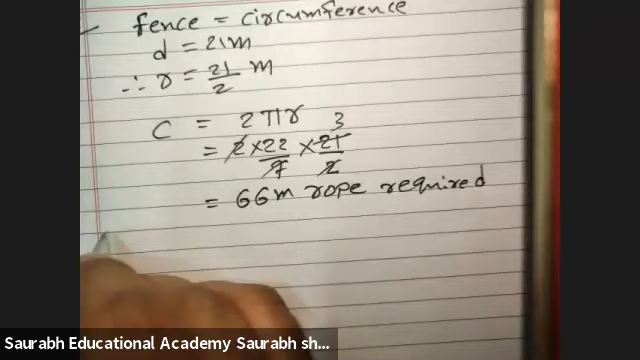 fence = circumference
d = 21m
∴ r = 21/2 m
C = 2πr
= 2 × 22/7 × 21/2 3
= 66m rope required
Saurabh Educational Academy Saurabh sh...